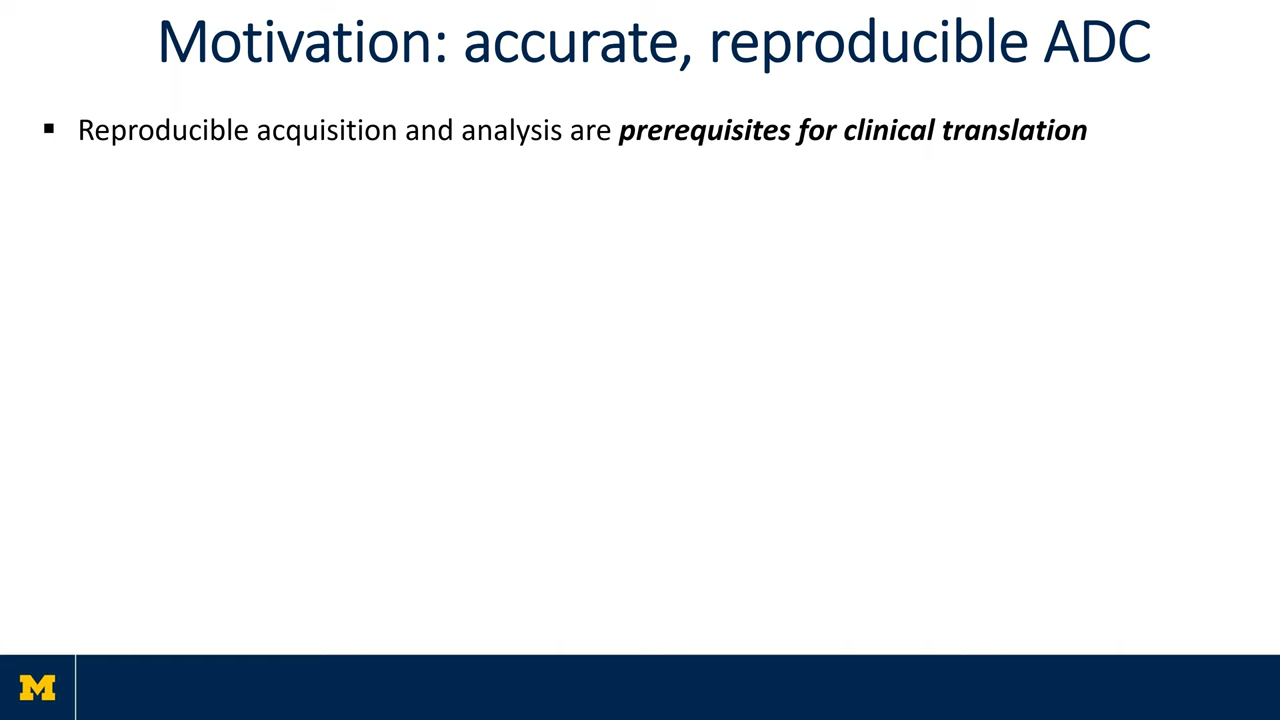 Motivation: accurate, reproducible ADC
▪ Reproducible acquisition and analysis are prerequisites for clinical translation
M